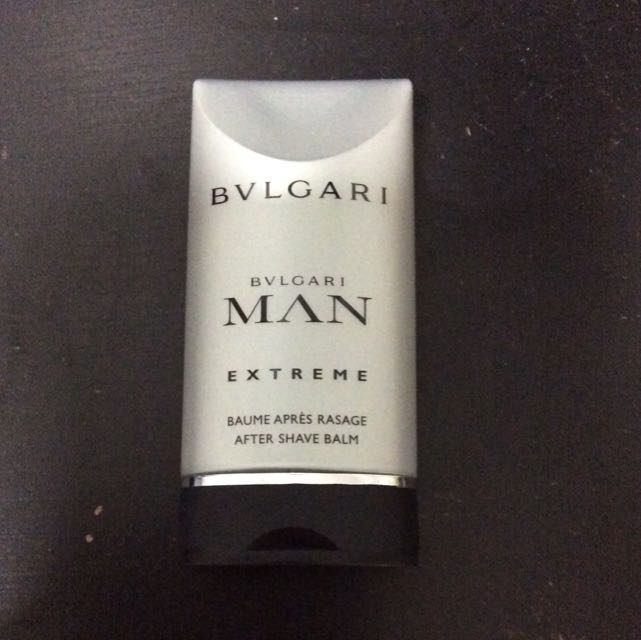 BVLGARI
BVLGARI
MAN
EXTREME
BAUME APRÈS RASAGE
AFTER SHAVE BALM